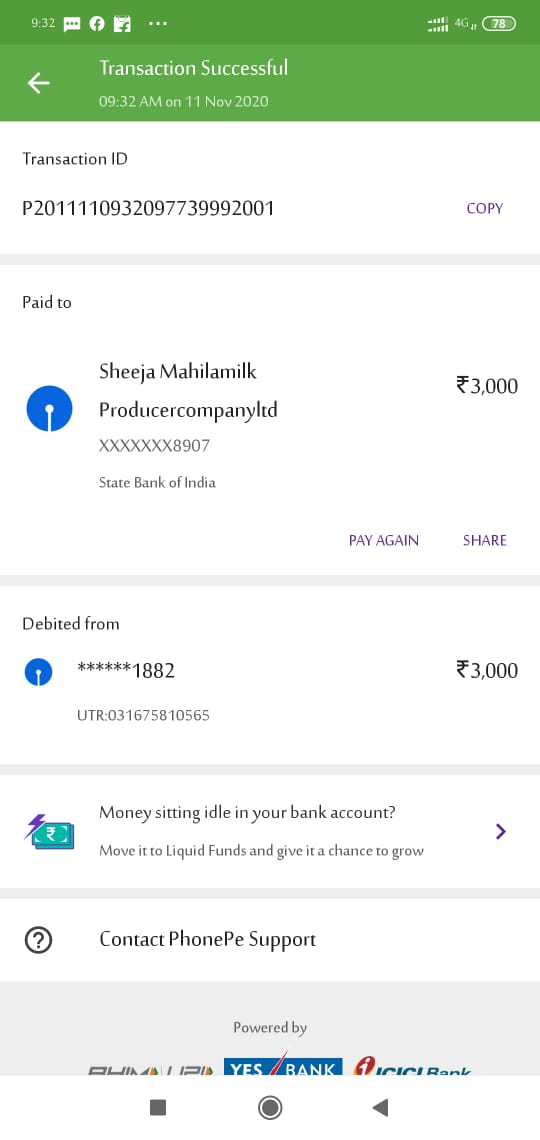 9:32
4G
78
Transaction Successful
09:32 AM on 11 Nov 2020
Transaction ID
P2011110932097739992001
COPY
Paid to
Sheeja Mahilamilk
Producercompanyltd
₹3,000
XXXXXXX8907
State Bank of India
PAY AGAIN
SHARE
Debited from
******1882
₹3,000
UTR:031675810565
Money sitting idle in your bank account?
Move it to Liquid Funds and give it a chance to grow
Contact PhonePe Support
Powered by
BHIM UPI YES BANK ICICI Bank